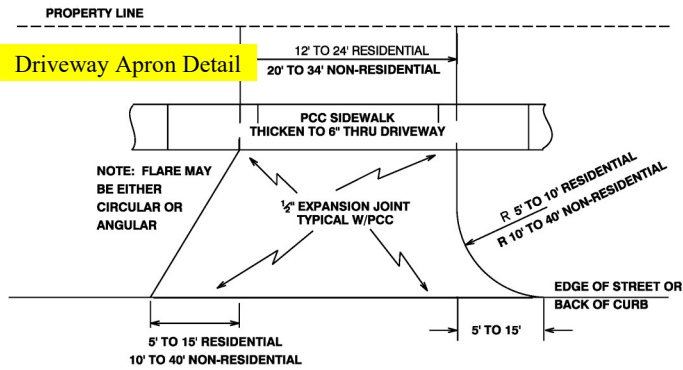 PROPERTY LINE
Driveway Apron Detail
12' TO 24' RESIDENTIAL
20' TO 34' NON-RESIDENTIAL
PCC SIDEWALK
THICKEN TO 6" THRU DRIVEWAY
NOTE: FLARE MAY
BE EITHER
CIRCULAR OR
ANGULAR
½" EXPANSION JOINT
TYPICAL W/PCC
R 5' TO 10' RESIDENTIAL
R 10' TO 40' NON-RESIDENTIAL
EDGE OF STREET OR
BACK OF CURB
5' TO 15' RESIDENTIAL
10' TO 40' NON-RESIDENTIAL
5' TO 15'